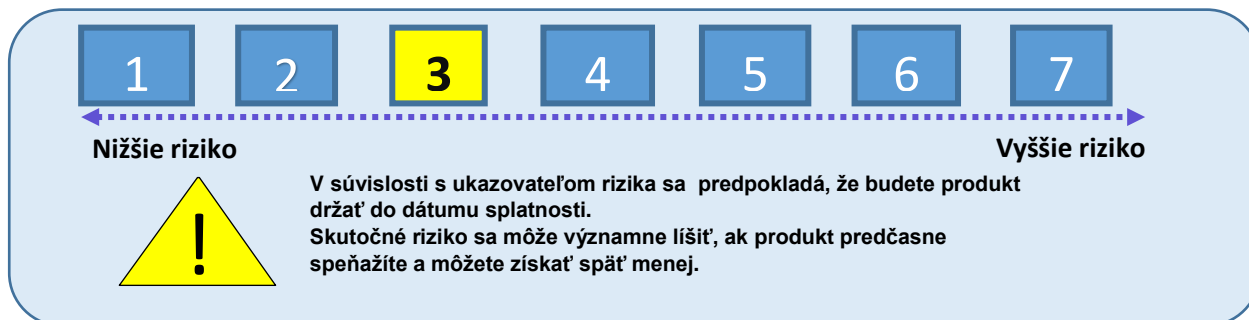 1 2 3 4 5 6 7
Nižšie riziko Vyššie riziko
! V súvislosti s ukazovateľom rizika sa predpokladá, že budete produkt
držať do dátumu splatnosti.
Skutočné riziko sa môže významne líšiť, ak produkt predčasne
speňažíte a môžete získať späť menej.